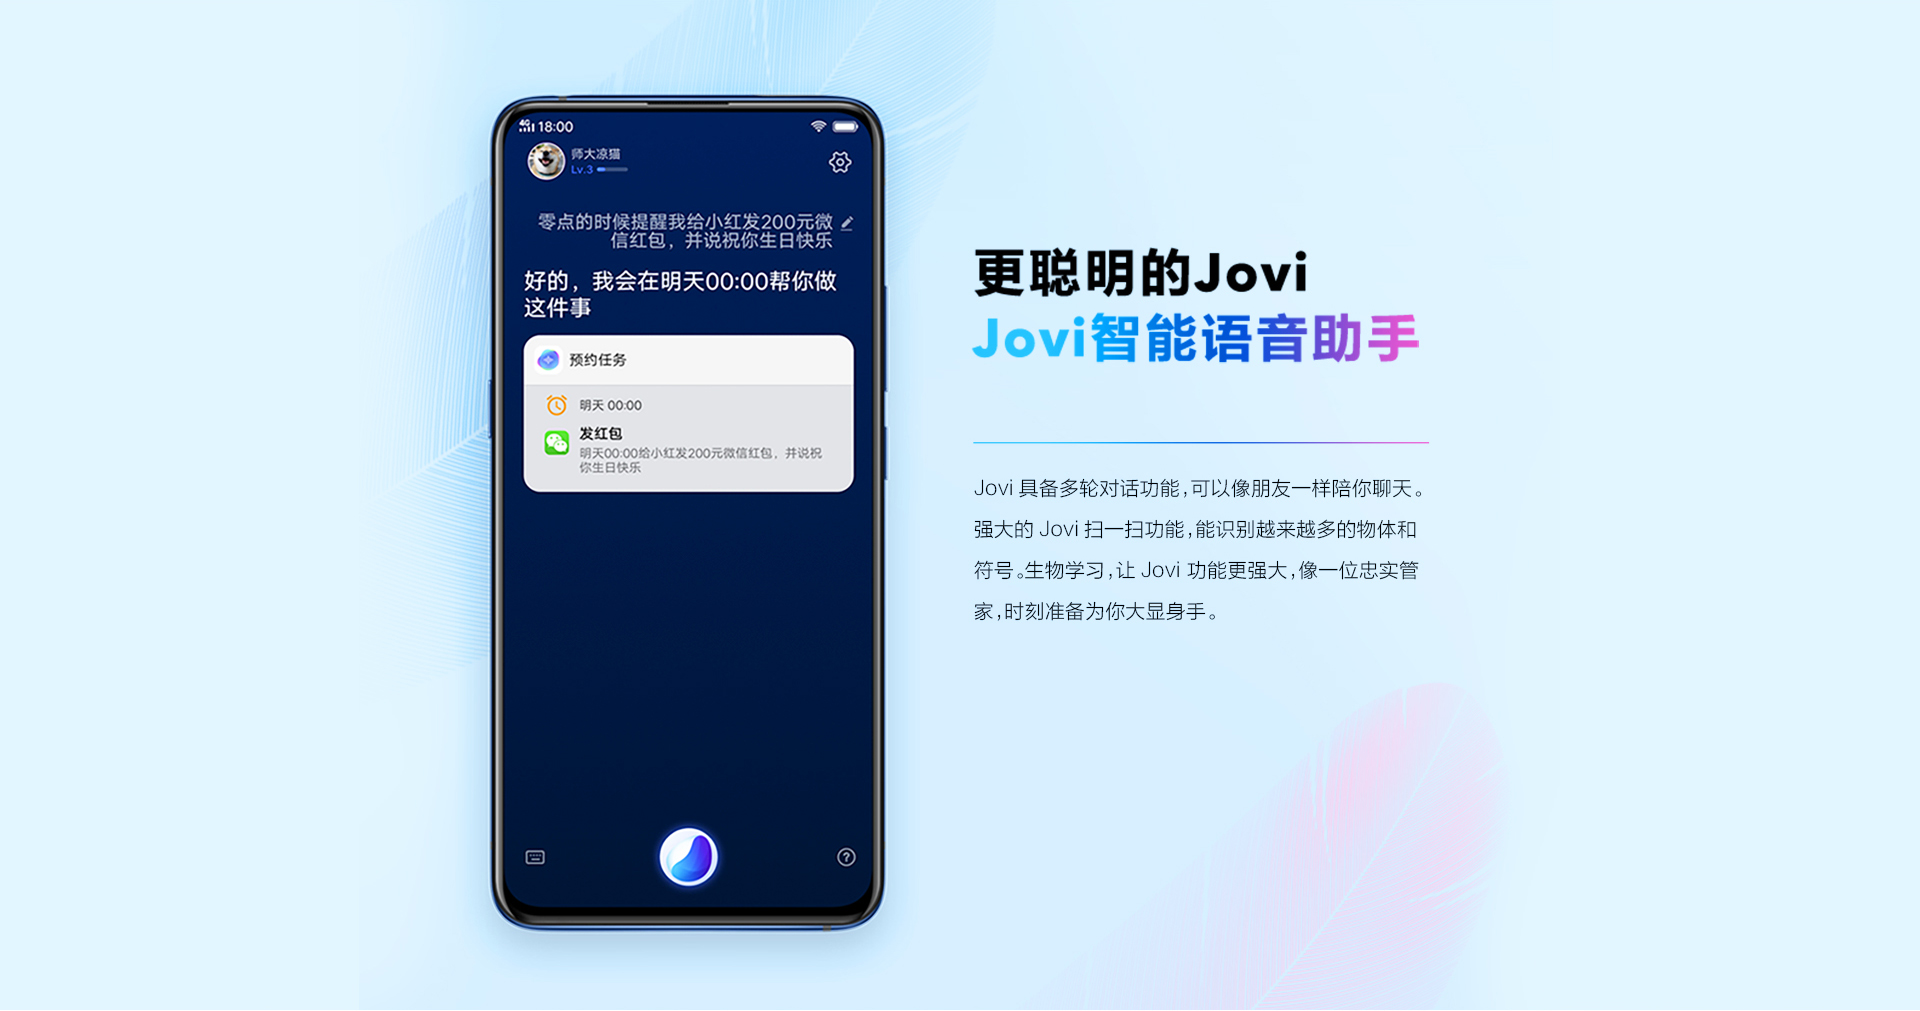 4G 18:00
师大凉猫
Lv.3
零点的时候提醒我给小红发200元微
信红包，并说祝你生日快乐
好的，我会在明天00:00帮你做
这件事
预约任务
明天 00:00
发红包
明天00:00给小红发200元微信红包，并说祝
你生日快乐
更聪明的Jovi
Jovi智能语音助手
Jovi 具备多轮对话功能，可以像朋友一样陪你聊天。
强大的 Jovi 扫一扫功能，能识别越来越多的物体和
符号。生物学习，让 Jovi 功能更强大，像一位忠实管
家，时刻准备为你大显身手。